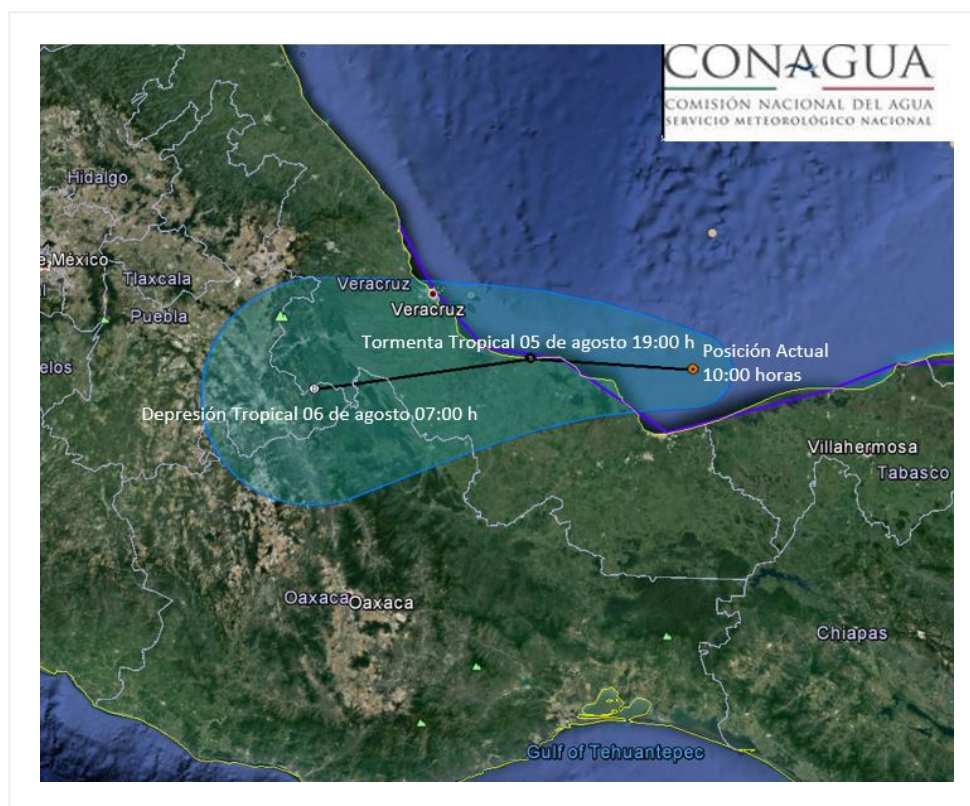 CONAGUA
COMISIÓN NACIONAL DEL AGUA
SERVICIO METEOROLÓGICO NACIONAL
Hidalgo
e México
Tlaxcala
Puebla
Veracruz
Veracruz
Tormenta Tropical 05 de agosto 19:00 h
Posición Actual
10:00 horas
elos
Depresión Tropical 06 de agosto 07:00 h
Villahermosa
Tabasco
Oaxaca
Oaxaca
Chiapas
Gulf of Tehuantepec